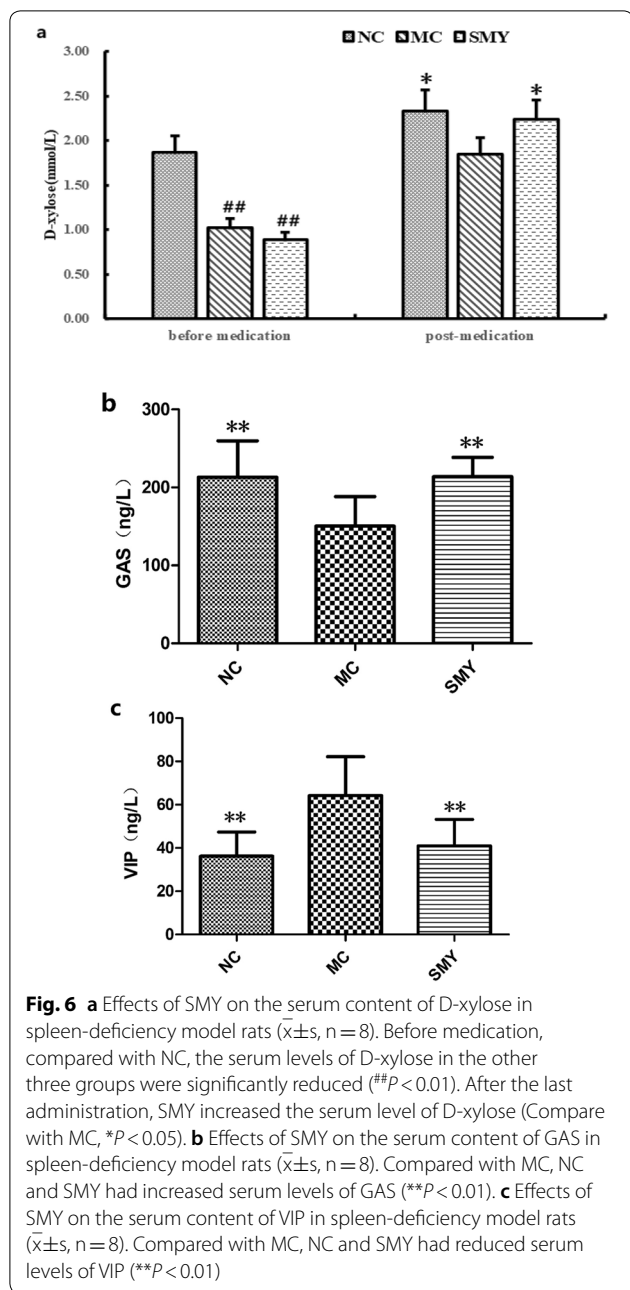 a
NC MC SMY
3.00
2.50
2.00
1.50
1.00
0.50
0.00
D-xylose(mmol/L)
## ## * *
before medication post-medication
b
300
200
100
0
GAS（ng/L）
** **
NC MC SMY
c
100
80
60
40
20
0
VIP（ng/L）
** **
NC MC SMY
Fig. 6 a Effects of SMY on the serum content of D-xylose in
spleen-deficiency model rats (x̄±s, n = 8). Before medication,
compared with NC, the serum levels of D-xylose in the other
three groups were significantly reduced (##P < 0.01). After the last
administration, SMY increased the serum level of D-xylose (Compare
with MC, *P < 0.05). b Effects of SMY on the serum content of GAS in
spleen-deficiency model rats (x̄±s, n = 8). Compared with MC, NC
and SMY had increased serum levels of GAS (**P < 0.01). c Effects of
SMY on the serum content of VIP in spleen-deficiency model rats
(x̄±s, n = 8). Compared with MC, NC and SMY had reduced serum
levels of VIP (**P < 0.01)